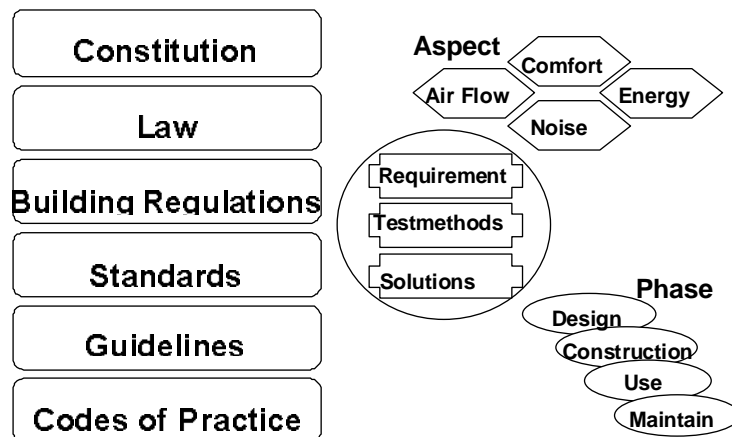 Constitution
Law
Building Regulations
Standards
Guidelines
Codes of Practice
Aspect
Comfort
Air Flow
Energy
Noise
Requirement
Testmethods
Solutions
Phase
Design
Construction
Use
Maintain